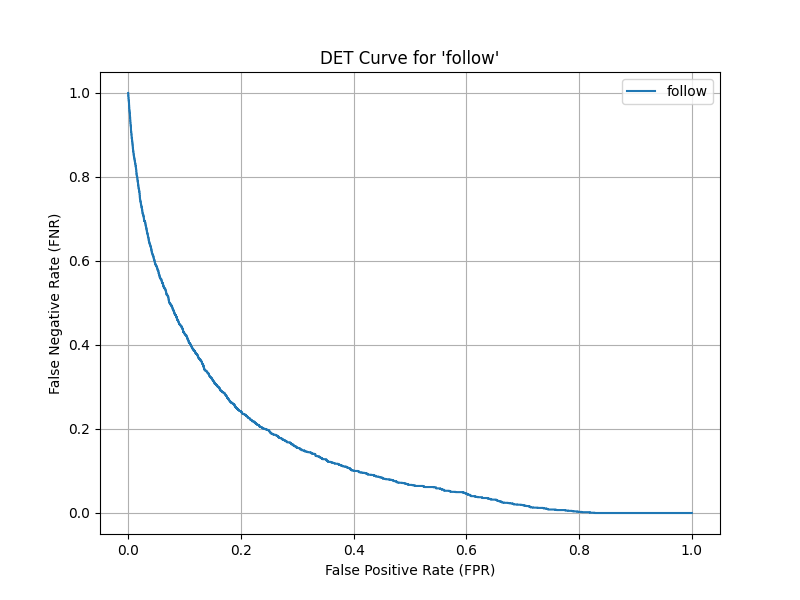 DET Curve for 'follow'
follow
False Negative Rate (FNR)
1.0
0.8
0.6
0.4
0.2
0.0
0.0 0.2 0.4 0.6 0.8 1.0
False Positive Rate (FPR)